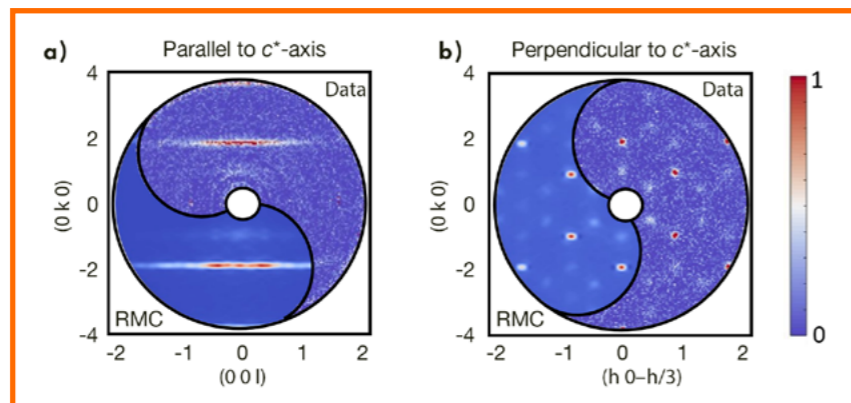 a)
Parallel to c*-axis
4
2
0
-2
-4
(0 k 0)
Data
RMC
-2 -1 0 1 2
(0 0 l)
b)
Perpendicular to c*-axis
4
2
0
-2
-4
(0 k 0)
Data
RMC
-2 -1 0 1 2
(h 0–h/3)
1
0